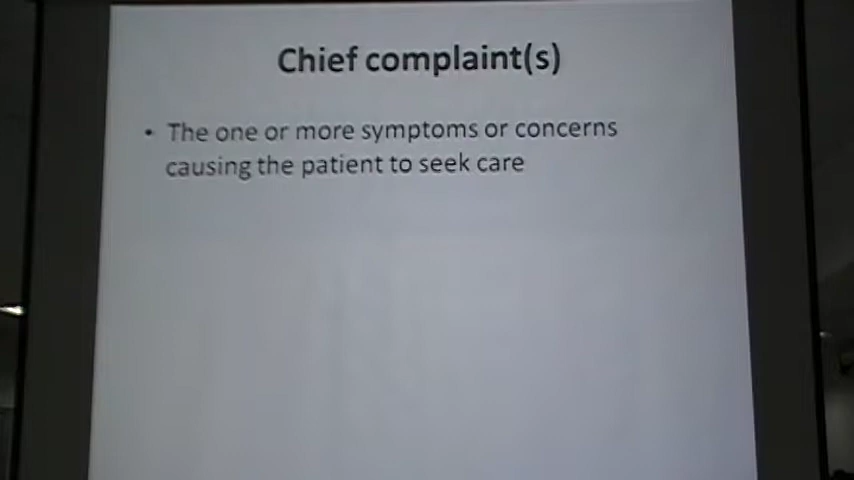 Chief complaint(s)
• The one or more symptoms or concerns
causing the patient to seek care